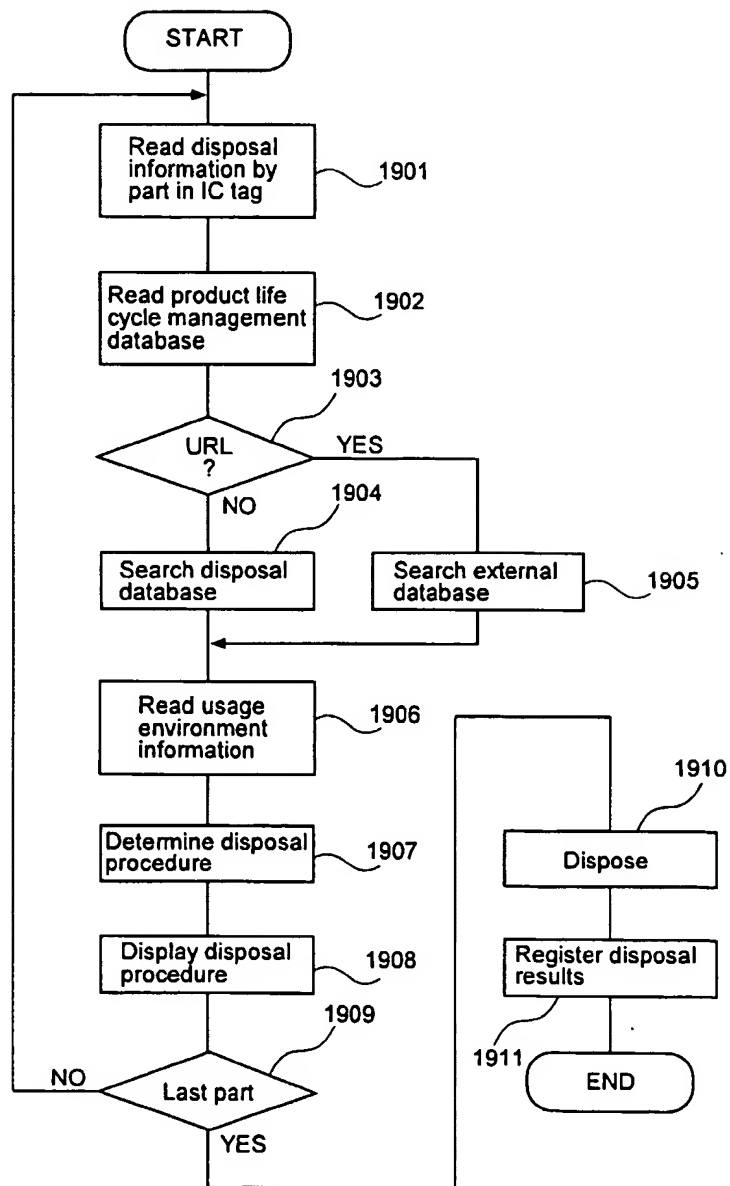 START
Read disposal
information by
part in IC tag
1901
Read product life
cycle management
database
1902
1903
URL
?
YES
NO
1904
Search disposal
database
Search external
database
1905
Read usage
environment
information
1906
Determine disposal
procedure
1907
Display disposal
procedure
1908
1909
Last part
NO
YES
1910
Dispose
Register disposal
results
1911
END